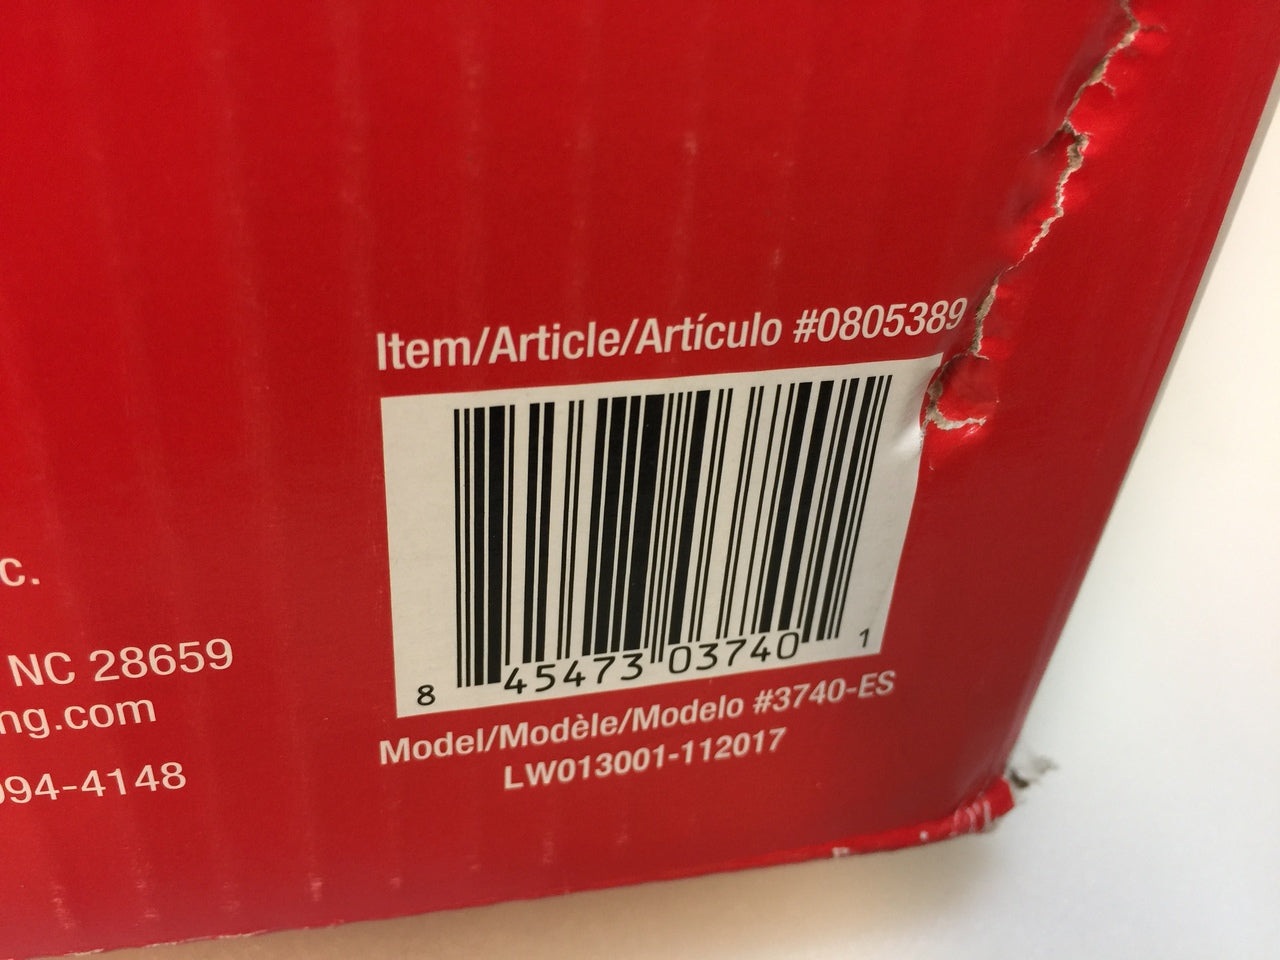 Item/Article/Artículo #0805389
8 45473 03740 1
Model/Modèle/Modelo #3740-ES
LW013001-112017
c.
NC 28659
ng.com
94-4148